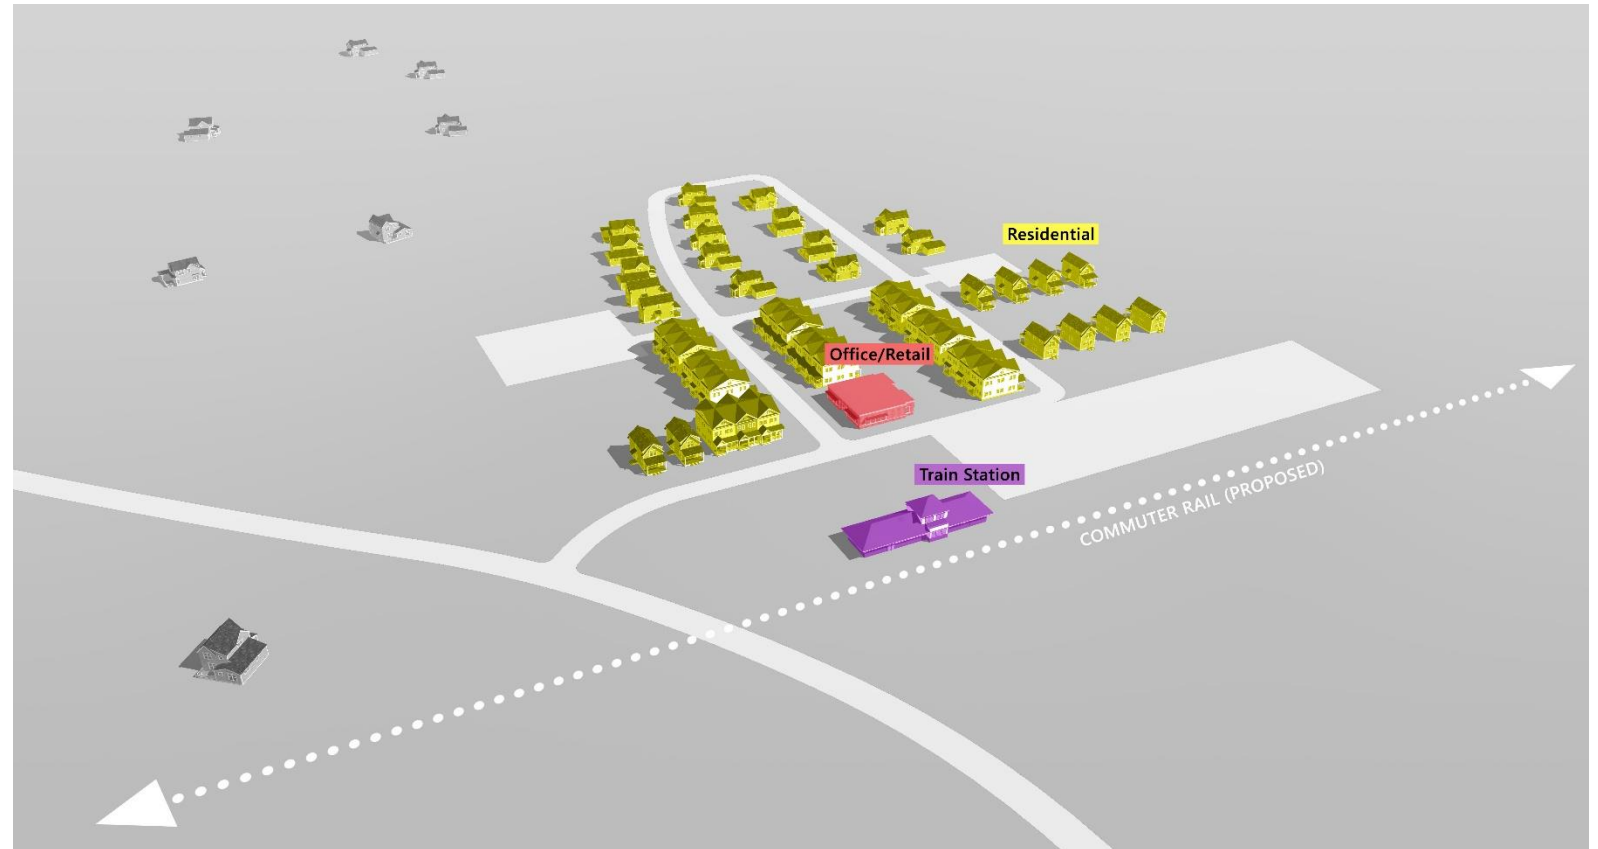 Residential
Office/Retail
Train Station
COMMUTER RAIL (PROPOSED)